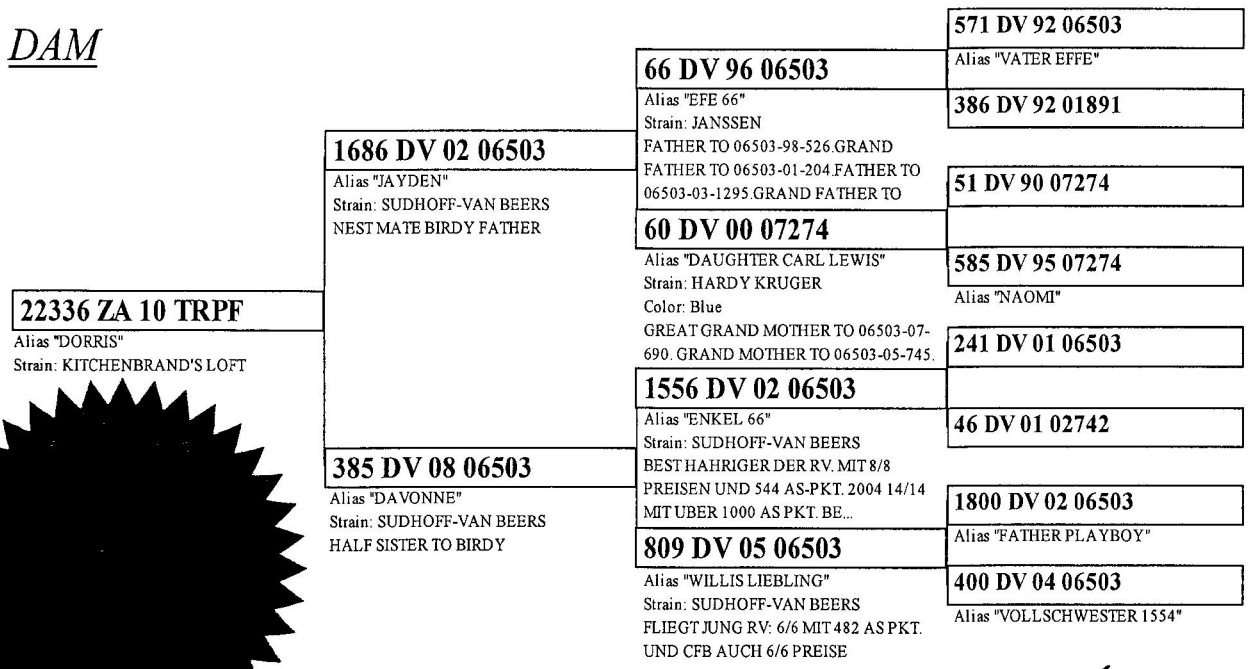 DAM
22336 ZA 10 TRPF
Alias "DORRIS"
Strain: KITCHENBRAND'S LOFT
1686 DV 02 06503
Alias "JAYDEN"
Strain: SUDHOFF-VAN BEERS
NEST MATE BIRDY FATHER
385 DV 08 06503
Alias "DAVONNE"
Strain: SUDHOFF-VAN BEERS
HALF SISTER TO BIRDY
66 DV 96 06503
Alias "EFE 66"
Strain: JANSSEN
FATHER TO 06503-98-526.GRAND
FATHER TO 06503-01-204.FATHER TO
06503-03-1295.GRAND FATHER TO
60 DV 00 07274
Alias "DAUGHTER CARL LEWIS"
Strain: HARDY KRUGER
Color: Blue
GREAT GRAND MOTHER TO 06503-07-
690. GRAND MOTHER TO 06503-05-745.
1556 DV 02 06503
Alias "ENKEL 66"
Strain: SUDHOFF-VAN BEERS
BEST HAHRIGER DER RV. MIT 8/8
PREISEN UND 544 AS-PKT. 2004 14/14
MIT UBER 1000 AS PKT. BE...
809 DV 05 06503
Alias "WILLIS LIEBLING"
Strain: SUDHOFF-VAN BEERS
FLIEGT JUNG RV: 6/6 MIT 482 AS PKT.
UND CFB AUCH 6/6 PREISE
571 DV 92 06503
Alias "VATER EFFE"
386 DV 92 01891
51 DV 90 07274
585 DV 95 07274
Alias "NAOMI"
241 DV 01 06503
46 DV 01 02742
1800 DV 02 06503
Alias "FATHER PLAYBOY"
400 DV 04 06503
Alias "VOLLSCHWESTER 1554"